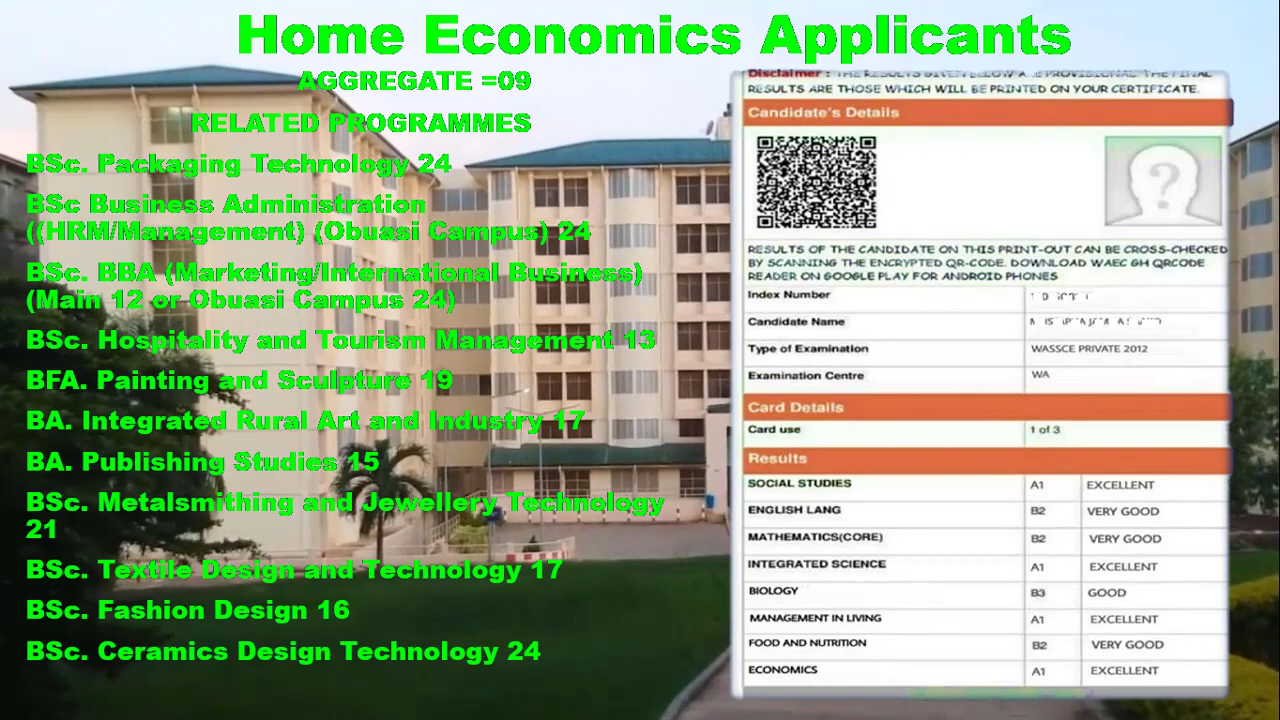 Home Economics Applicants
AGGREGATE =09
RELATED PROGRAMMES
BSc. Packaging Technology 24
BSc Business Administration
((HRM/Management) (Obuasi Campus) 24
BSc. BBA (Marketing/International Business)
(Main 12 or Obuasi Campus 24)
BSc. Hospitality and Tourism Management 13
BFA. Painting and Sculpture 19
BA. Integrated Rural Art and Industry 17
BA. Publishing Studies 15
BSc. Metalsmithing and Jewellery Technology
21
BSc. Textile Design and Technology 17
BSc. Fashion Design 16
BSc. Ceramics Design Technology 24
Disclaimer : THE RESULTS PROVISIONAL. THE FINAL
RESULTS ARE THOSE WHICH WILL BE PRINTED ON YOUR CERTIFICATE.
Candidate's Details
RESULTS OF THE CANDIDATE ON THIS PRINT-OUT CAN BE CROSS-CHECKED
BY SCANNING THE ENCRYPTED QR-CODE. DOWNLOAD WAEC GH QRCODE
READER ON GOOGLE PLAY FOR ANDROID PHONES
Index Number
Candidate Name
Type of Examination WASSCE PRIVATE 2012
Examination Centre WA
Card Details
Card use 1 of 3
Results
SOCIAL STUDIES A1 EXCELLENT
ENGLISH LANG B2 VERY GOOD
MATHEMATICS(CORE) B2 VERY GOOD
INTEGRATED SCIENCE A1 EXCELLENT
BIOLOGY B3 GOOD
MANAGEMENT IN LIVING A1 EXCELLENT
FOOD AND NUTRITION B2 VERY GOOD
ECONOMICS A1 EXCELLENT